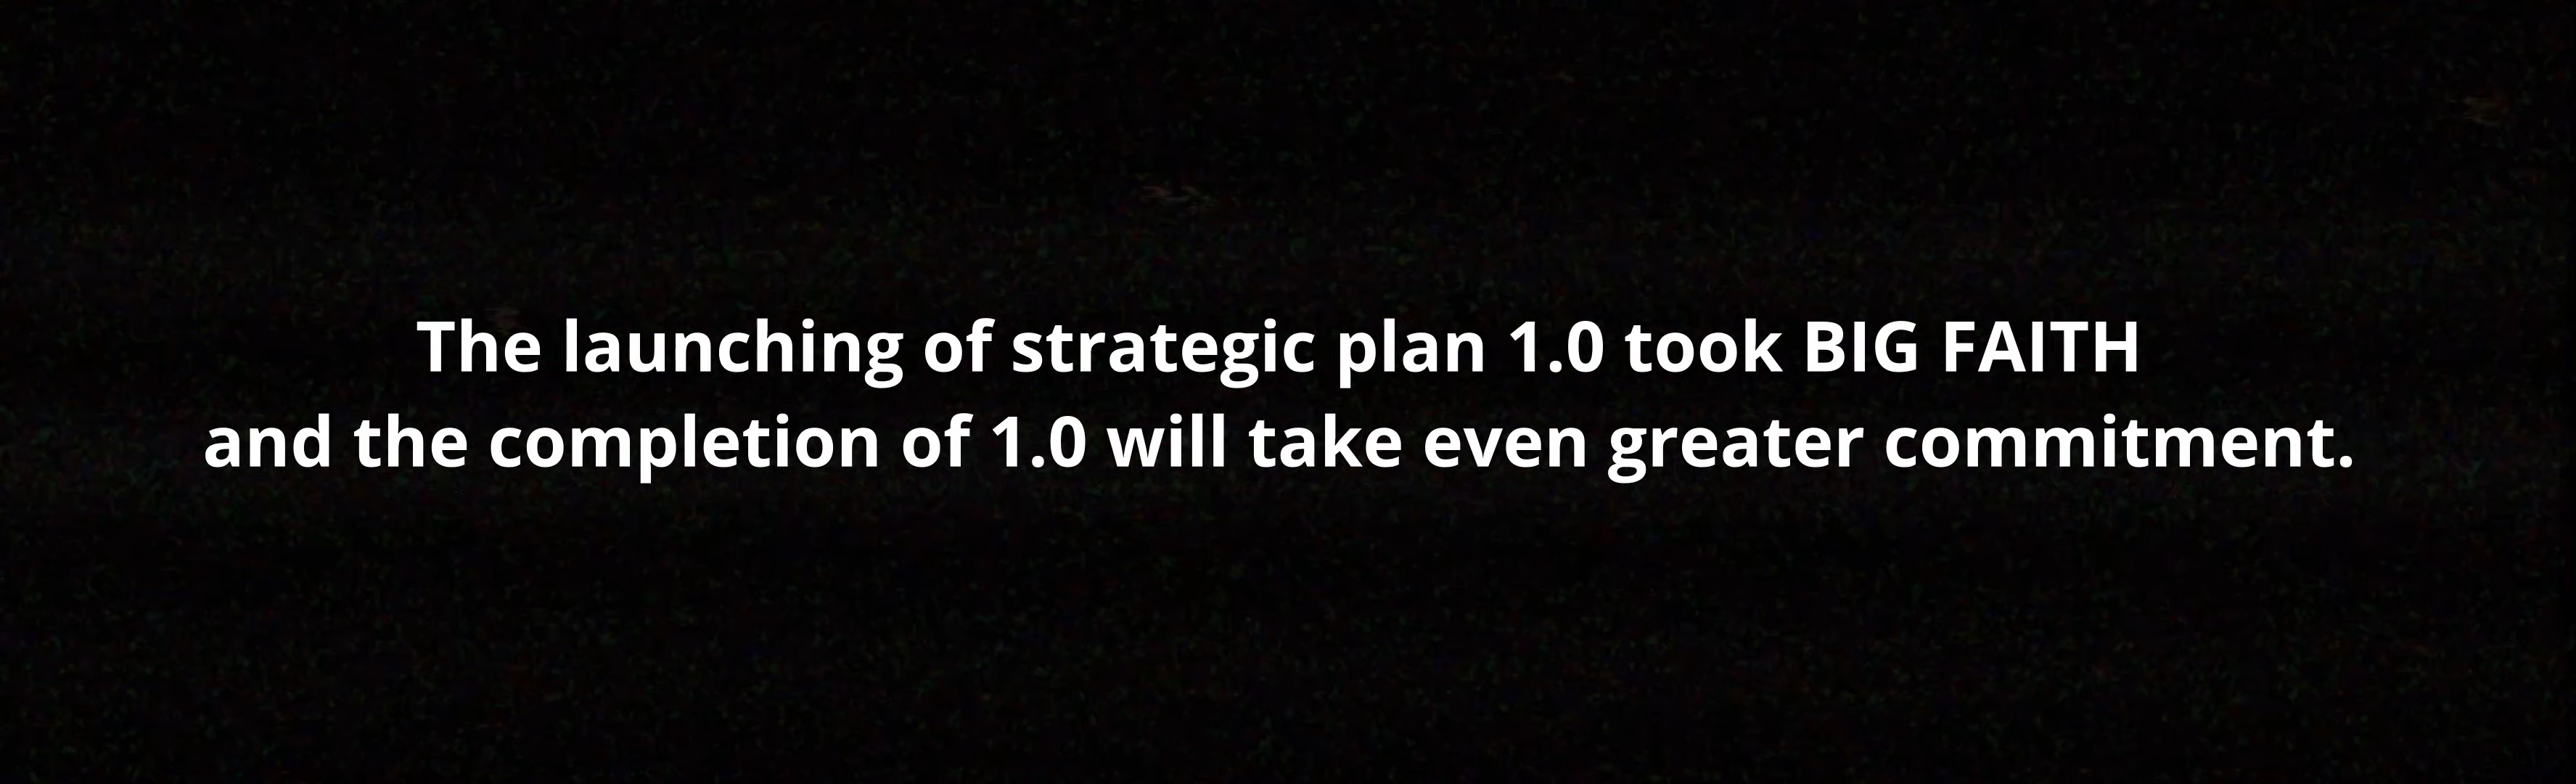 The launching of strategic plan 1.0 took BIG FAITH
and the completion of 1.0 will take even greater commitment.